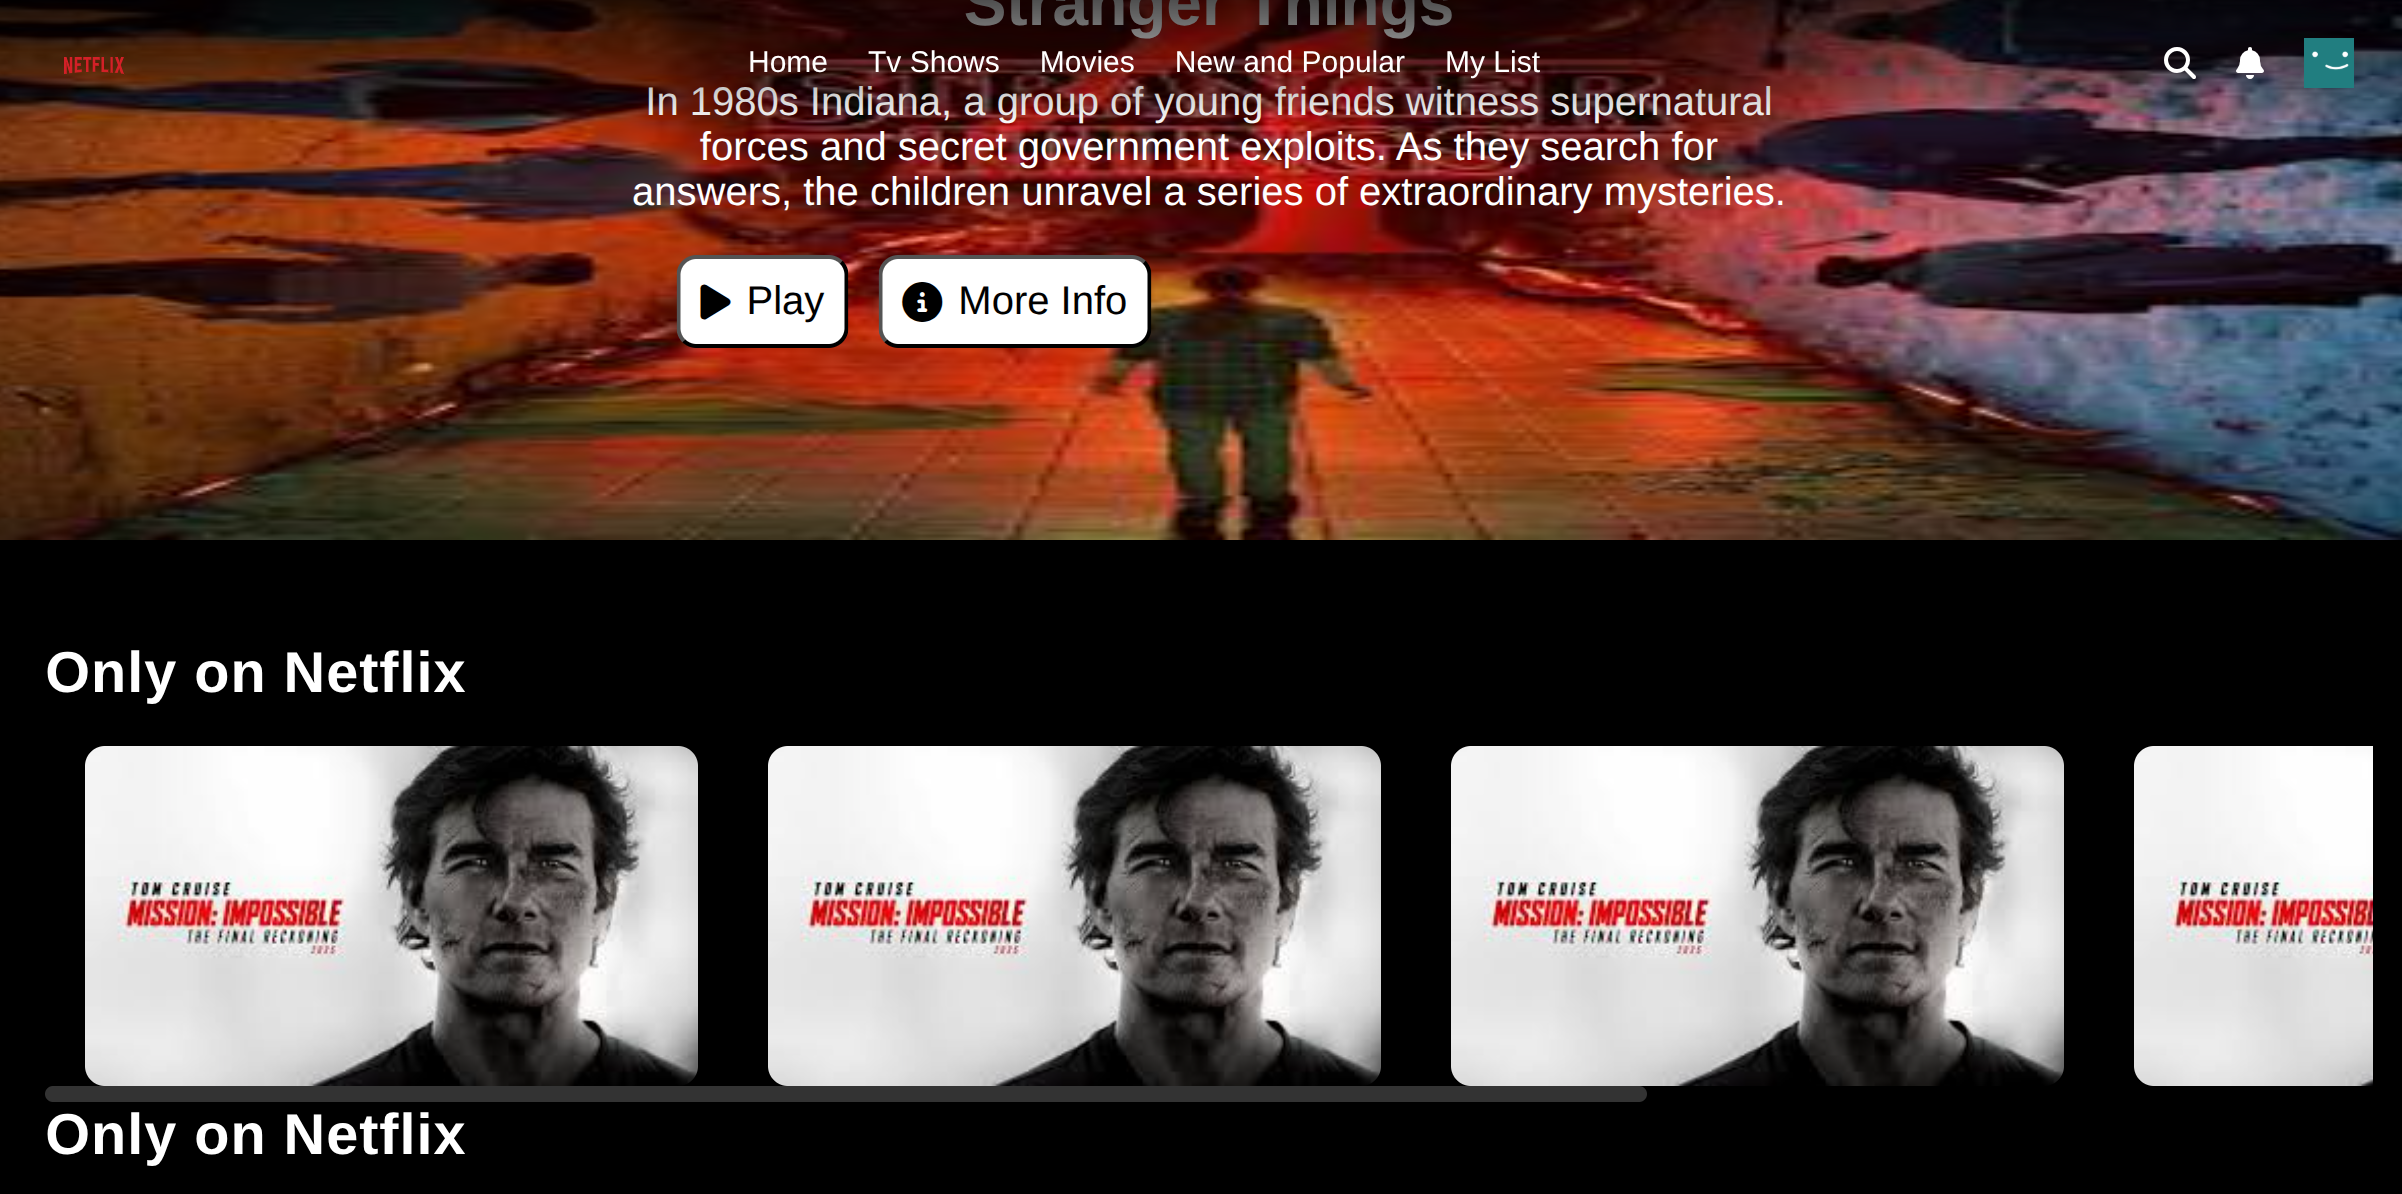 Stranger Things
NETFLIX
Home Tv Shows Movies New and Popular My List
In 1980s Indiana, a group of young friends witness supernatural
forces and secret government exploits. As they search for
answers, the children unravel a series of extraordinary mysteries.
Play More Info
Only on Netflix
TOM CRUISE
MISSION: IMPOSSIBLE
THE FINAL RECKONING
2025
TOM CRUISE
MISSION: IMPOSSIBLE
THE FINAL RECKONING
2025
TOM CRUISE
MISSION: IMPOSSIBLE
THE FINAL RECKONING
2025
TOM CRUISE
MISSION: IMPOSSIB
THE FINAL RECKONI
20
Only on Netflix